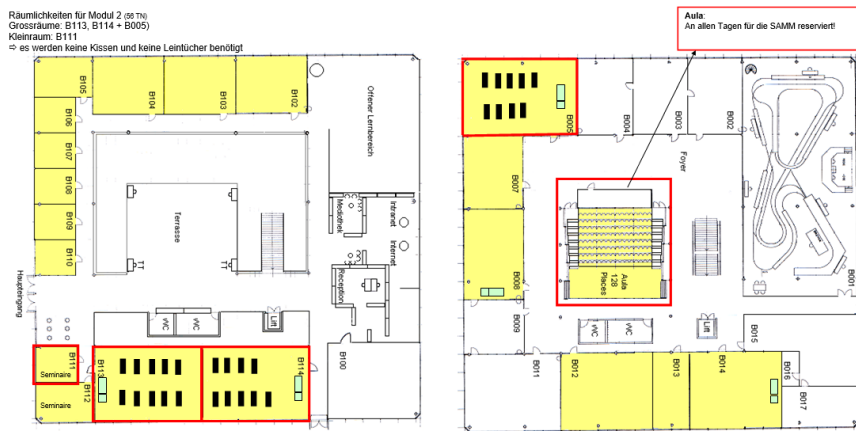 Räumlichkeiten für Modul 2 (56 TN)
Grossräume: B113, B114 + B005)
Kleinraum: B111
⇨ es werden keine Kissen und keine Leintücher benötigt
Aula:
An allen Tagen für die SAMM reserviert!
B105
B104
B103
B102
Offener Lernbereich
B106
B107
B108
B109
B110
Terrasse
TT
TT
Mediothek
Intranet
Internet
Reception
Haupteingang
WC
WC
Lift
B111
Seminaire
B112
Seminaire
B113
B114
B100
B005
B004
B003
B002
B007
Foyer
B008
Aula
128
Places
B001
B009
WC
WC
Lift
B015
B011
B012
B013
B014
B016
B017